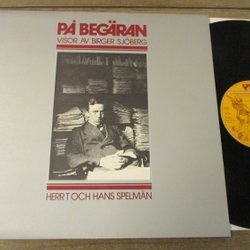 PÅ BEGÄRAN
VISOR AV BIRGER SJÖBERG
HERR T OCH HANS SPELMÄN